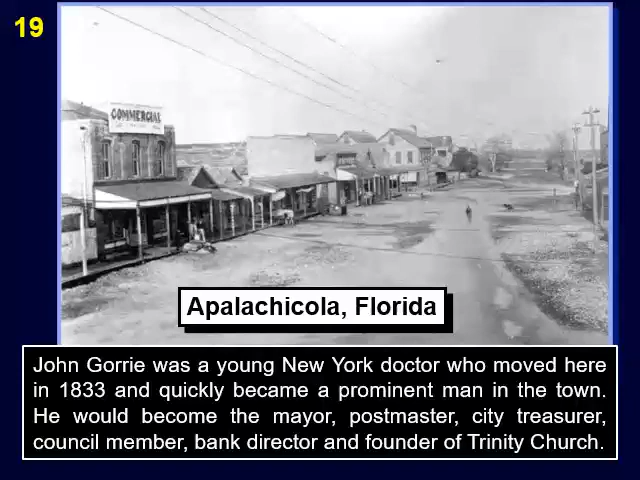 19
COMMERCIAL
Apalachicola, Florida
John Gorrie was a young New York doctor who moved here
in 1833 and quickly became a prominent man in the town.
He would become the mayor, postmaster, city treasurer,
council member, bank director and founder of Trinity Church.